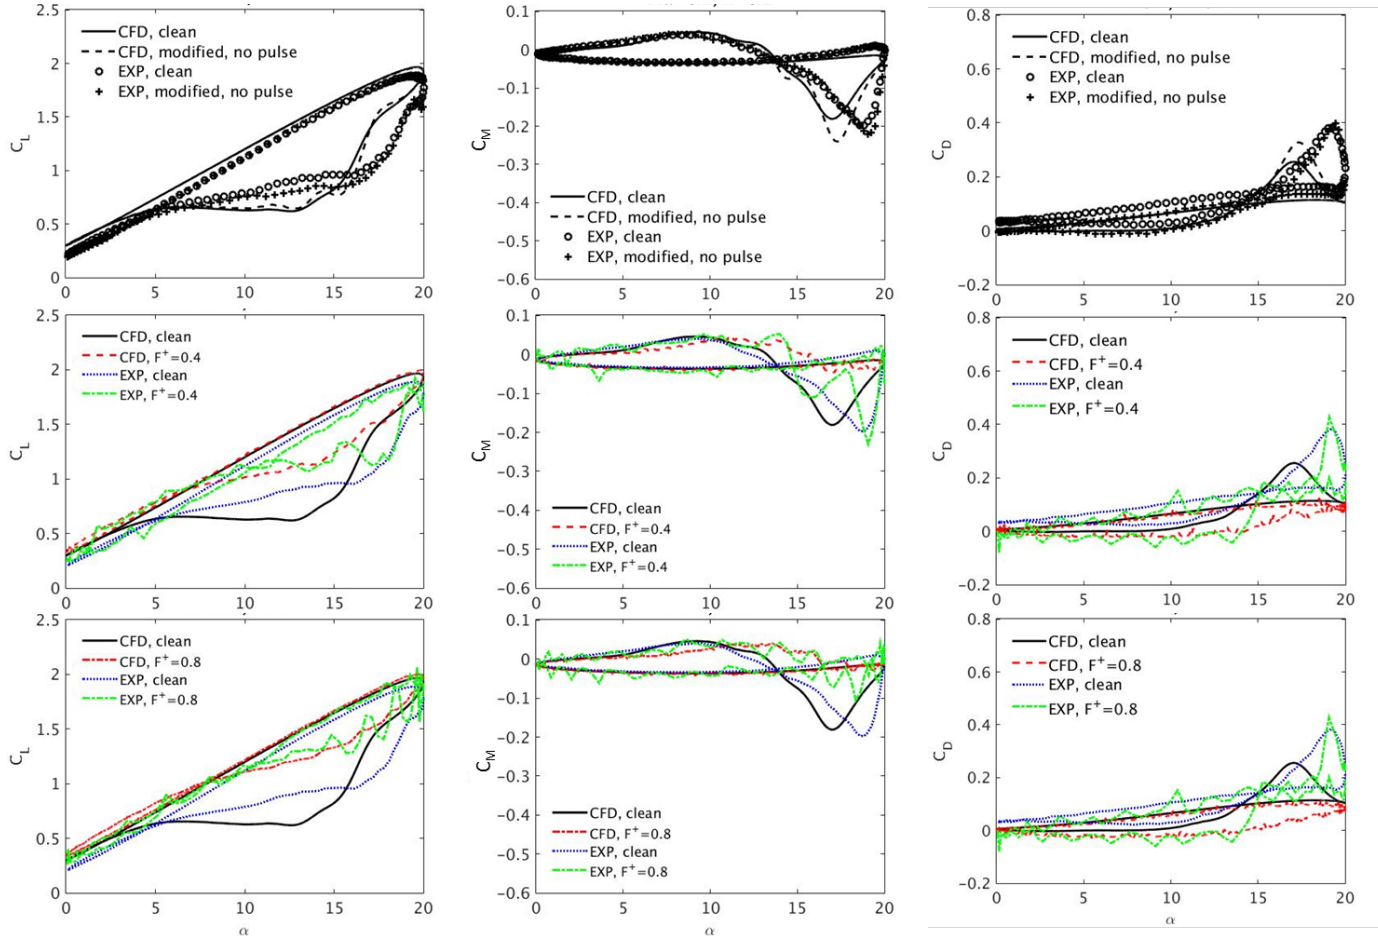 2.5
2
1.5
1
0.5
0
C_L
CFD, clean
CFD, modified, no pulse
EXP, clean
EXP, modified, no pulse
0 5 10 15 20
0.1
0
−0.1
−0.2
−0.3
−0.4
−0.5
−0.6
C_M
CFD, clean
CFD, modified, no pulse
EXP, clean
EXP, modified, no pulse
0 5 10 15 20
0.8
0.6
0.4
0.2
0
−0.2
C_D
CFD, clean
CFD, modified, no pulse
EXP, clean
EXP, modified, no pulse
0 5 10 15 20
2.5
2
1.5
1
0.5
0
C_L
CFD, clean
CFD, F⁺=0.4
EXP, clean
EXP, F⁺=0.4
0 5 10 15 20
0.1
0
−0.1
−0.2
−0.3
−0.4
−0.5
−0.6
C_M
CFD, clean
CFD, F⁺=0.4
EXP, clean
EXP, F⁺=0.4
0 5 10 15 20
0.8
0.6
0.4
0.2
0
−0.2
C_D
CFD, clean
CFD, F⁺=0.4
EXP, clean
EXP, F⁺=0.4
0 5 10 15 20
2.5
2
1.5
1
0.5
0
C_L
CFD, clean
CFD, F⁺=0.8
EXP, clean
EXP, F⁺=0.8
0 5 10 15 20
α
0.1
0
−0.1
−0.2
−0.3
−0.4
−0.5
−0.6
C_M
CFD, clean
CFD, F⁺=0.8
EXP, clean
EXP, F⁺=0.8
0 5 10 15 20
α
0.8
0.6
0.4
0.2
0
−0.2
C_D
CFD, clean
CFD, F⁺=0.8
EXP, clean
EXP, F⁺=0.8
0 5 10 15 20
α